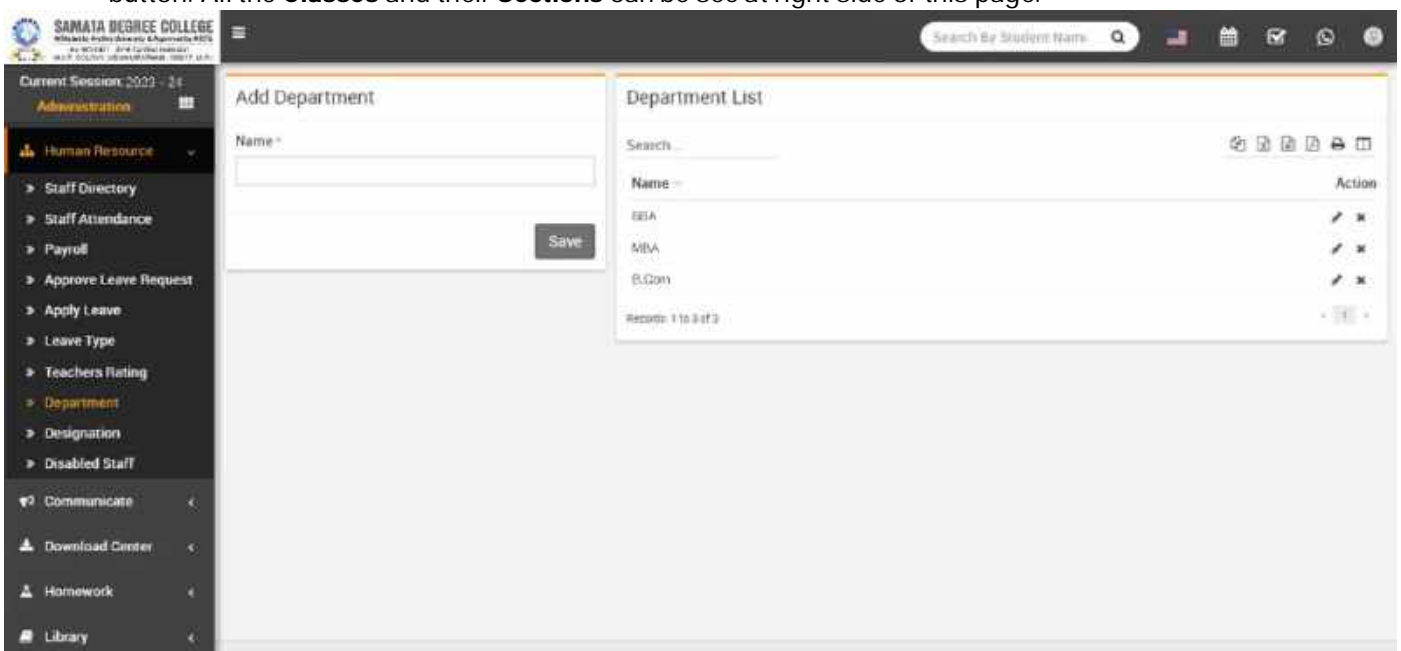 button. All the Classes and their Sections can be see at right side of this page.
SAMATA DEGREE COLLEGE
Search By Student Name
Current Session: 2023 - 24
Administration
Human Resource
Staff Directory
Staff Attendance
Payroll
Approve Leave Request
Apply Leave
Leave Type
Teachers Rating
Department
Designation
Disabled Staff
Communicate
Download Center
Homework
Library
Add Department
Name *
Save
Department List
Search...
Name
Action
MBA
B.Com
Records: 1 to 3 of 3
1